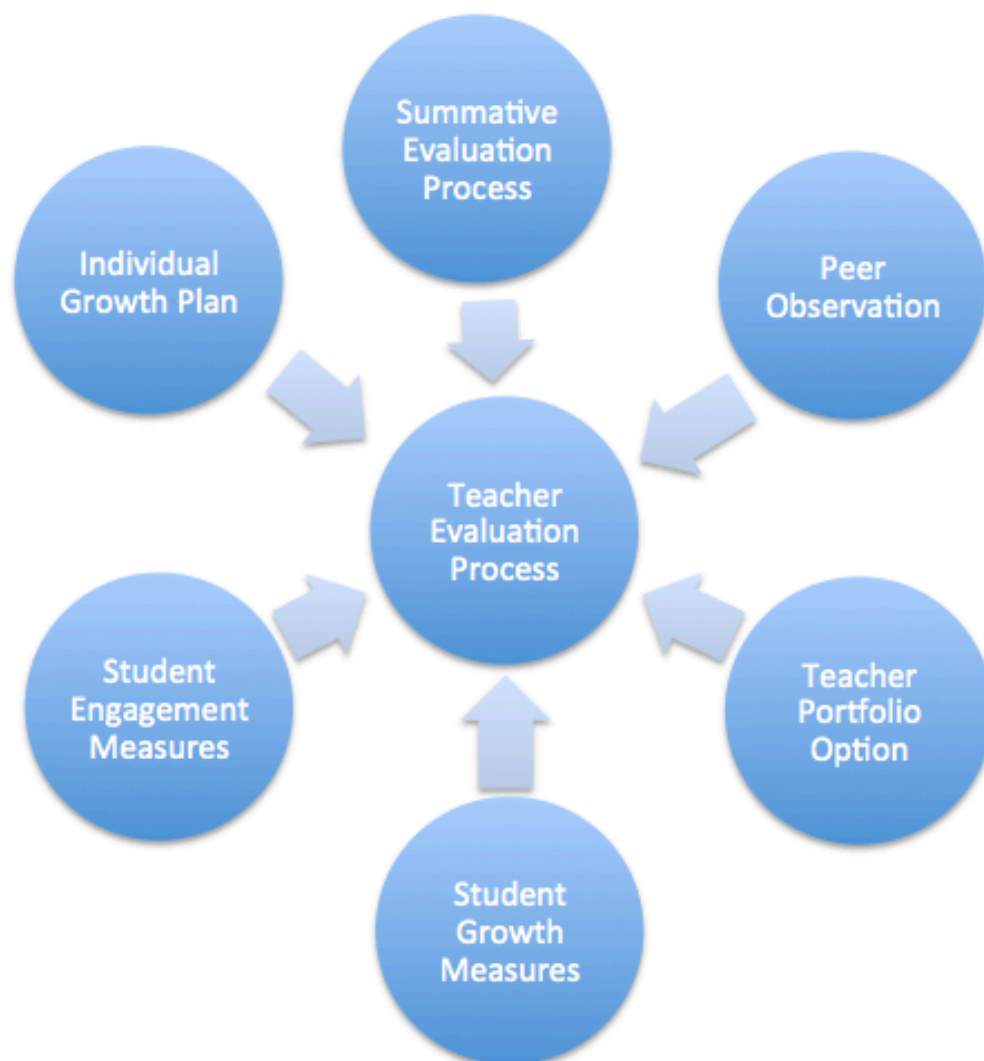 Summative
Evaluation
Process
Individual
Growth Plan
Peer
Observation
Teacher
Evaluation
Process
Student
Engagement
Measures
Teacher
Portfolio
Option
Student
Growth
Measures